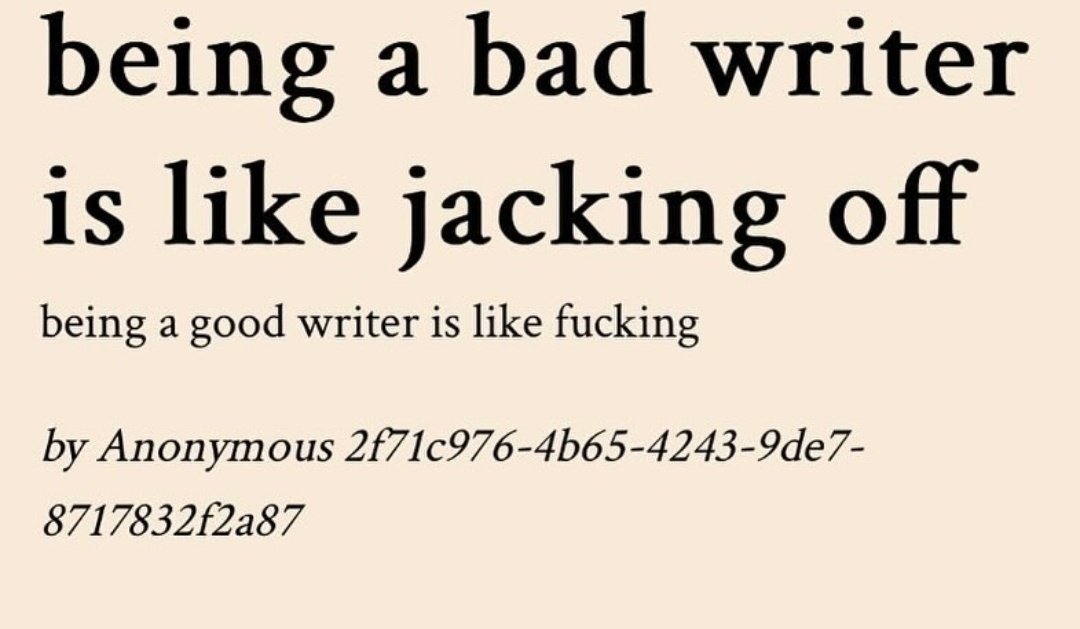 being a bad writer
is like jacking off
being a good writer is like fucking
by Anonymous 2f71c976-4b65-4243-9de7-
8717832f2a87